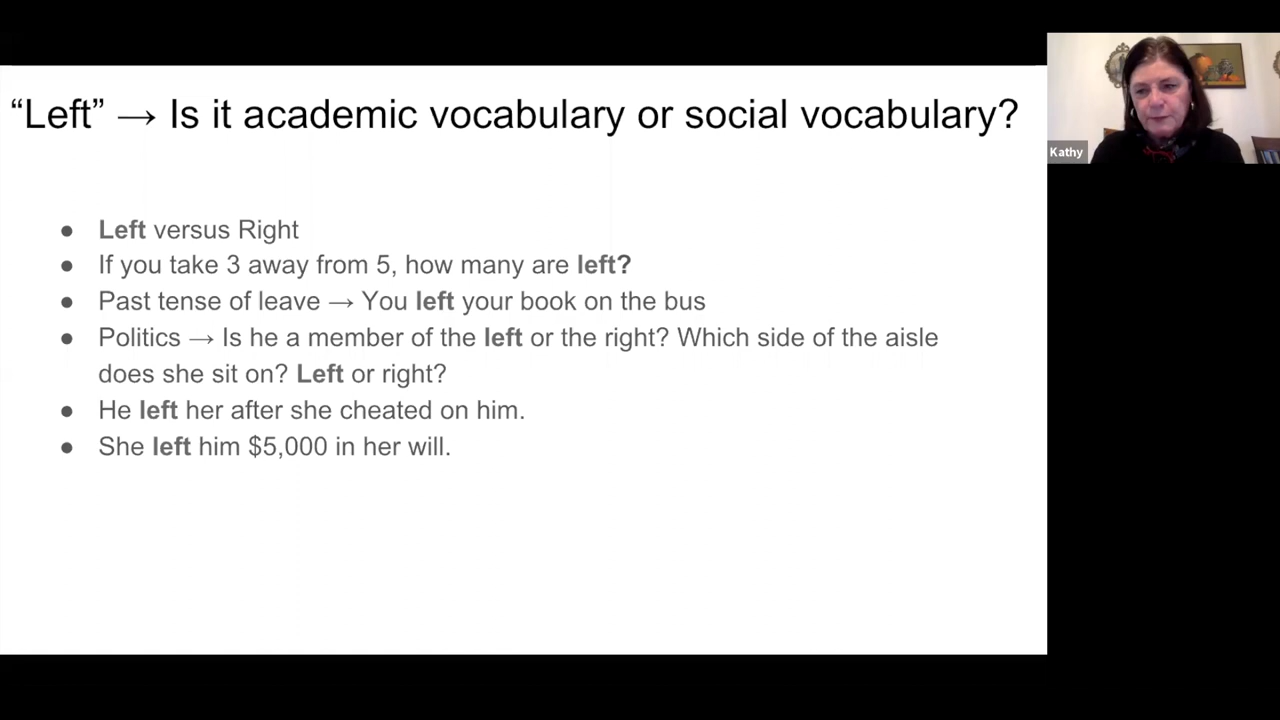 “Left” → Is it academic vocabulary or social vocabulary?
● Left versus Right
● If you take 3 away from 5, how many are left?
● Past tense of leave → You left your book on the bus
● Politics → Is he a member of the left or the right? Which side of the aisle
does she sit on? Left or right?
● He left her after she cheated on him.
● She left him $5,000 in her will.
Kathy